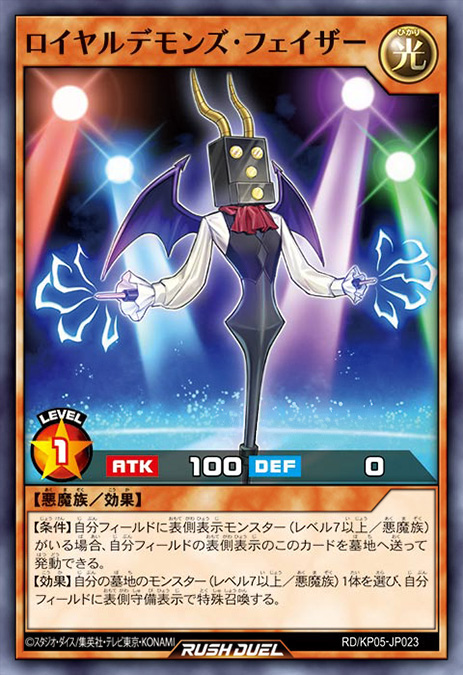 ロイヤルデモンズ・フェイザー
ひかり
光
LEVEL
1
ATK 100 DEF 0
【悪魔族／効果】
【条件】自分フィールドに表側表示モンスター（レベル7以上／悪魔族）
がいる場合、自分フィールドの表側表示のこのカードを墓地へ送って
発動できる。
【効果】自分の墓地のモンスター（レベル7以上／悪魔族）1体を選び、自分
フィールドに表側守備表示で特殊召喚する。
©スタジオ・ダイス/集英社・テレビ東京・KONAMI
RUSH DUEL
RD/KP05-JP023